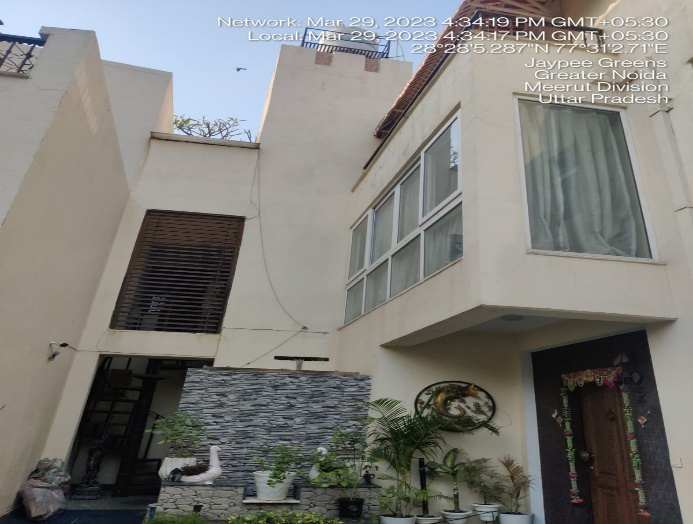 Network: Mar 29, 2023 4:34:19 PM GMT+05:30
Local: Mar 29, 2023 4:34:17 PM GMT+05:30
28°28'5.287"N 77°31'2.71"E
Jaypee Greens
Greater Noida
Meerut Division
Uttar Pradesh